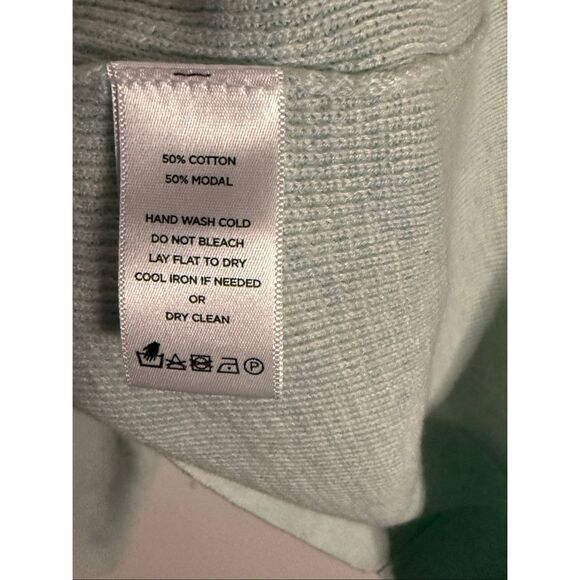 50% COTTON
50% MODAL
HAND WASH COLD
DO NOT BLEACH
LAY FLAT TO DRY
COOL IRON IF NEEDED
OR
DRY CLEAN
P